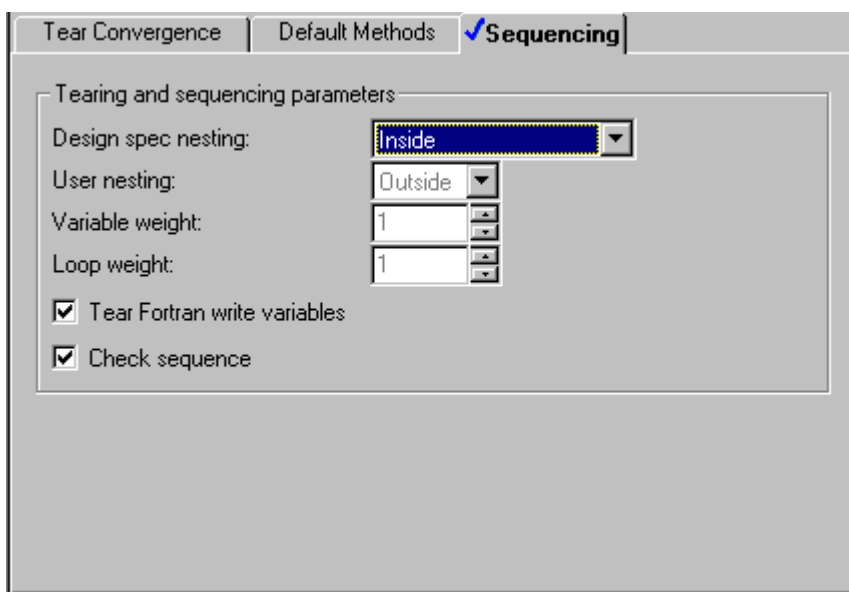 Tear Convergence Default Methods Sequencing
Tearing and sequencing parameters
Design spec nesting: Inside
User nesting: Outside
Variable weight: 1
Loop weight: 1
Tear Fortran write variables
Check sequence